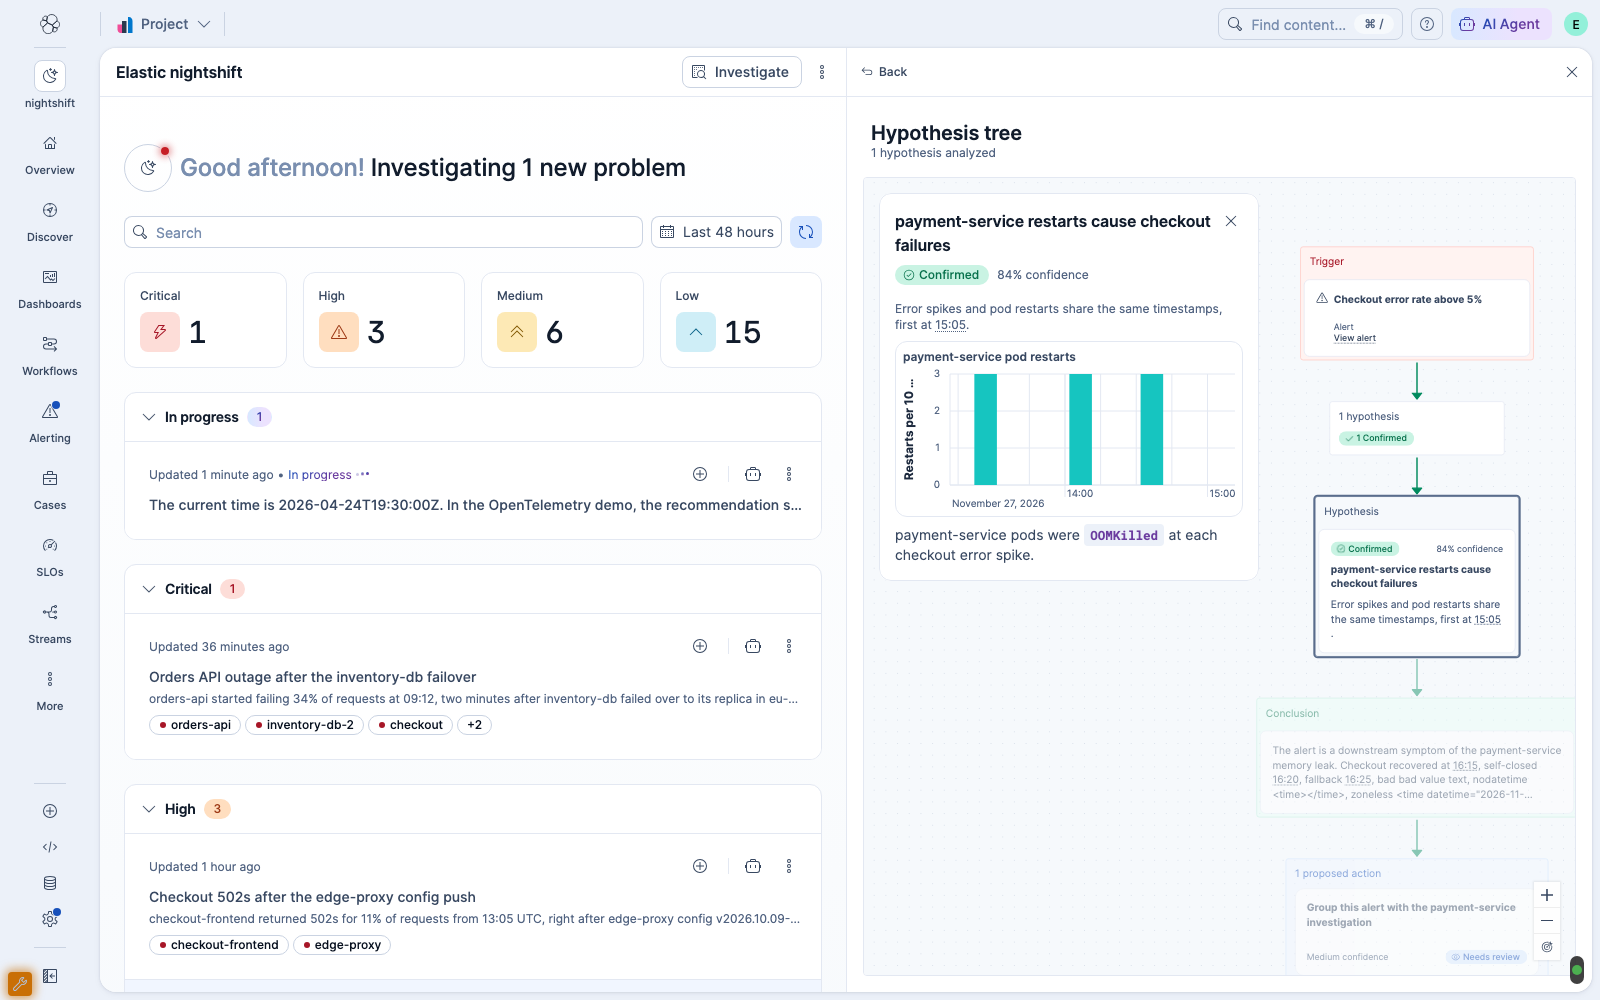 Project
Find content...
⌘ /
AI Agent
E
nightshift
Overview
Discover
Dashboards
Workflows
Alerting
Cases
SLOs
Streams
More
Elastic nightshift
Investigate
Good afternoon! Investigating 1 new problem
Search
Last 48 hours
Critical
1
High
3
Medium
6
Low
15
In progress 1
Updated 1 minute ago • In progress
The current time is 2026-04-24T19:30:00Z. In the OpenTelemetry demo, the recommendation s...
Critical 1
Updated 36 minutes ago
Orders API outage after the inventory-db failover
orders-api started failing 34% of requests at 09:12, two minutes after inventory-db failed over to its replica in eu-...
orders-api
inventory-db-2
checkout
+2
High 3
Updated 1 hour ago
Checkout 502s after the edge-proxy config push
checkout-frontend returned 502s for 11% of requests from 13:05 UTC, right after edge-proxy config v2026.10.09-...
checkout-frontend
edge-proxy
Back
Hypothesis tree
1 hypothesis analyzed
payment-service restarts cause checkout
failures
Confirmed
84% confidence
Error spikes and pod restarts share the same timestamps,
first at 15:05.
payment-service pod restarts
Restarts per 10 ...
3
2
1
0
14:00
15:00
November 27, 2026
payment-service pods were OOMKilled at each
checkout error spike.
Trigger
Checkout error rate above 5%
Alert
View alert
1 hypothesis
1 Confirmed
Hypothesis
Confirmed
84% confidence
payment-service restarts cause
checkout failures
Error spikes and pod restarts share
the same timestamps, first at 15:05
.
Conclusion
The alert is a downstream symptom of the payment-service
memory leak. Checkout recovered at 16:15, self-closed
16:20, fallback 16:25, bad bad value text, nodatetime
<time></time>, zoneless <time datetime="2026-11-...
1 proposed action
Group this alert with the payment-service
investigation
Medium confidence
Needs review